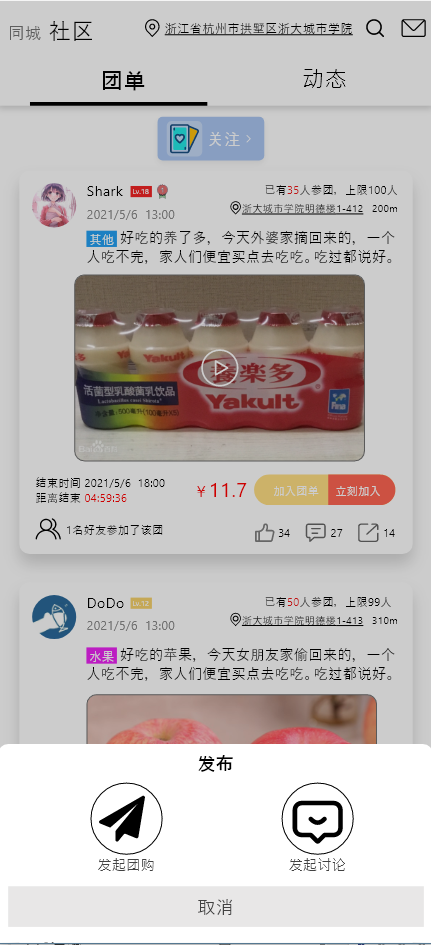 同城 社区 浙江省杭州市拱墅区浙大城市学院
团单 动态
关注 >
Shark Lv.18 已有35人参团，上限100人
2021/5/6 13:00 浙大城市学院明德楼1-412 200m
其他 好吃的养了多，今天外婆家摘回来的，一个
人吃不完，家人们便宜买点去吃吃。吃过都说好。
Yakult
養楽多
活菌型乳酸菌乳饮品
Yakult
结束时间 2021/5/6 18:00
距离结束 04:59:36
￥11.7 加入团单 立刻加入
1名好友参加了该团 34 27 14
DoDo Lv.12 已有50人参团，上限99人
2021/5/6 13:00 浙大城市学院明德楼1-413 310m
水果 好吃的苹果，今天女朋友家偷回来的，一个
人吃不完，家人们便宜买点去吃吃。吃过都说好。
发布
发起团购 发起讨论
取消